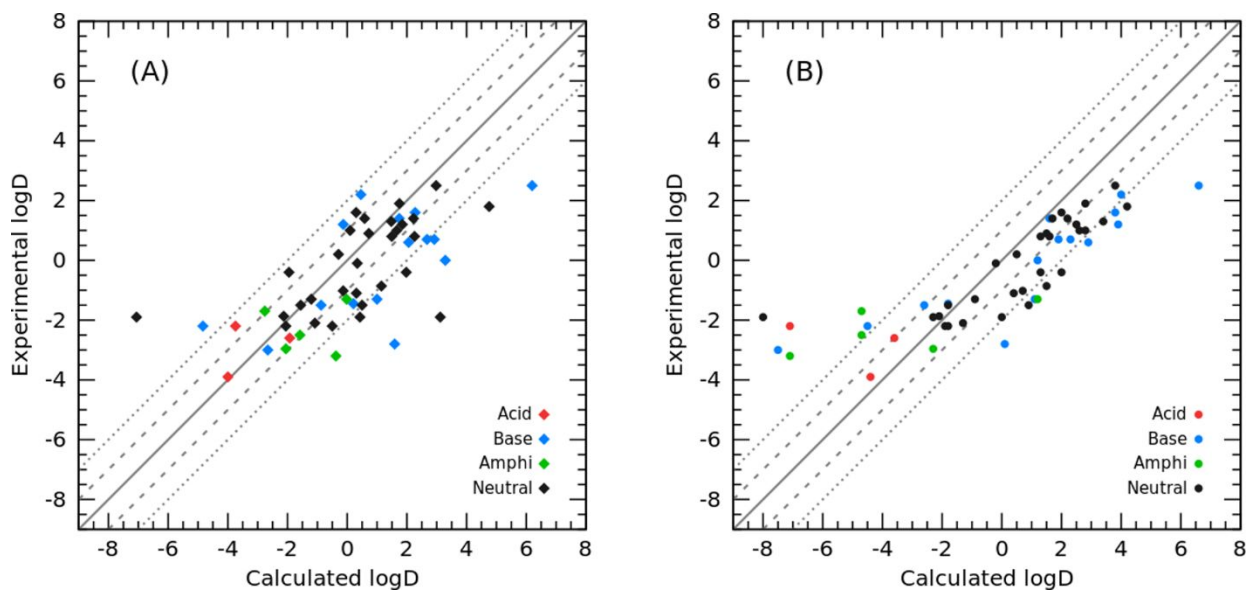 (A)
Experimental logD
8
6
4
2
0
-2
-4
-6
-8
Acid
Base
Amphi
Neutral
-8 -6 -4 -2 0 2 4 6 8
Calculated logD
(B)
Experimental logD
8
6
4
2
0
-2
-4
-6
-8
Acid
Base
Amphi
Neutral
-8 -6 -4 -2 0 2 4 6 8
Calculated logD